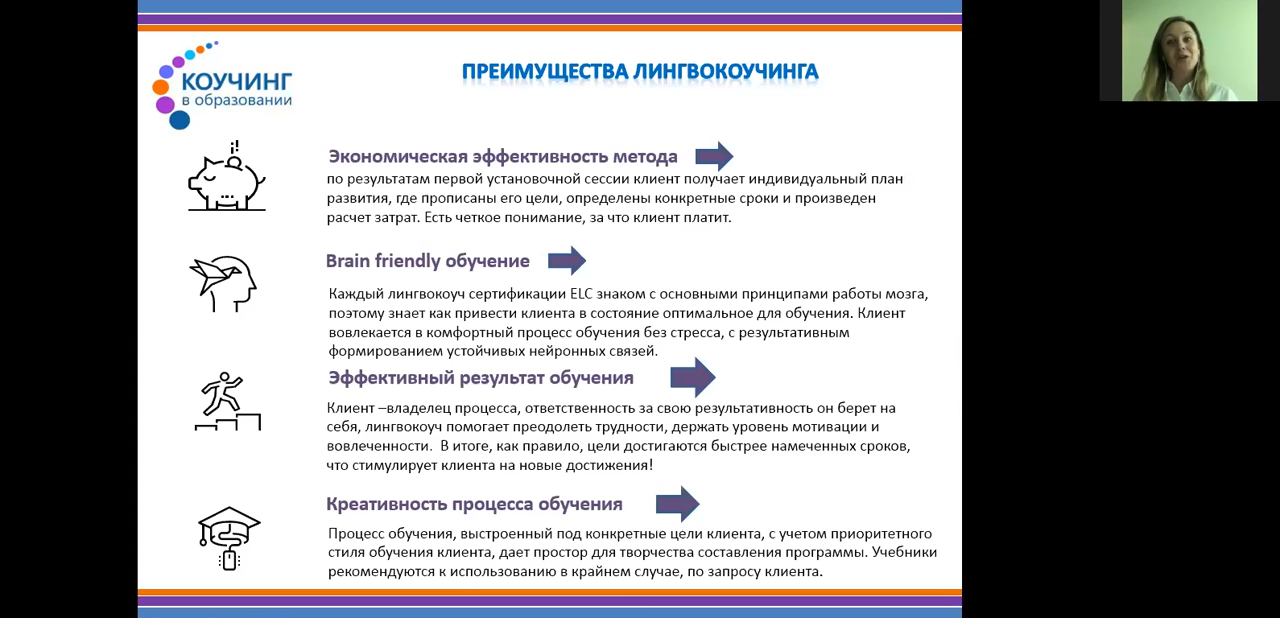 КОУЧИНГ
в образовании
ПРЕИМУЩЕСТВА ЛИНГВОКОУЧИНГА
Экономическая эффективность метода
по результатам первой установочной сессии клиент получает индивидуальный план
развития, где прописаны его цели, определены конкретные сроки и произведен
расчет затрат. Есть четкое понимание, за что клиент платит.
Brain friendly обучение
Каждый лингвокоуч сертификации ELC знаком с основными принципами работы мозга,
поэтому знает как привести клиента в состояние оптимальное для обучения. Клиент
вовлекается в комфортный процесс обучения без стресса, с результативным
формированием устойчивых нейронных связей.
Эффективный результат обучения
Клиент –владелец процесса, ответственность за свою результативность он берет на
себя, лингвокоуч помогает преодолеть трудности, держать уровень мотивации и
вовлеченности. В итоге, как правило, цели достигаются быстрее намеченных сроков,
что стимулирует клиента на новые достижения!
Креативность процесса обучения
Процесс обучения, выстроенный под конкретные цели клиента, с учетом приоритетного
стиля обучения клиента, дает простор для творчества составления программы. Учебники
рекомендуются к использованию в крайнем случае, по запросу клиента.